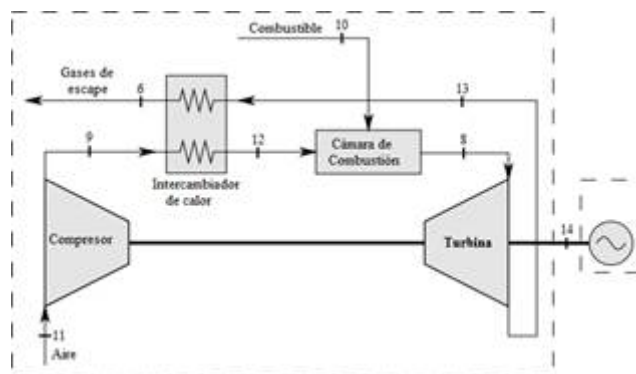 Combustible
10
Gases de
escape
6
13
9
12
Cámara de
Combustión
8
Intercambiador
de calor
Compresor
Turbina
14
11
Aire